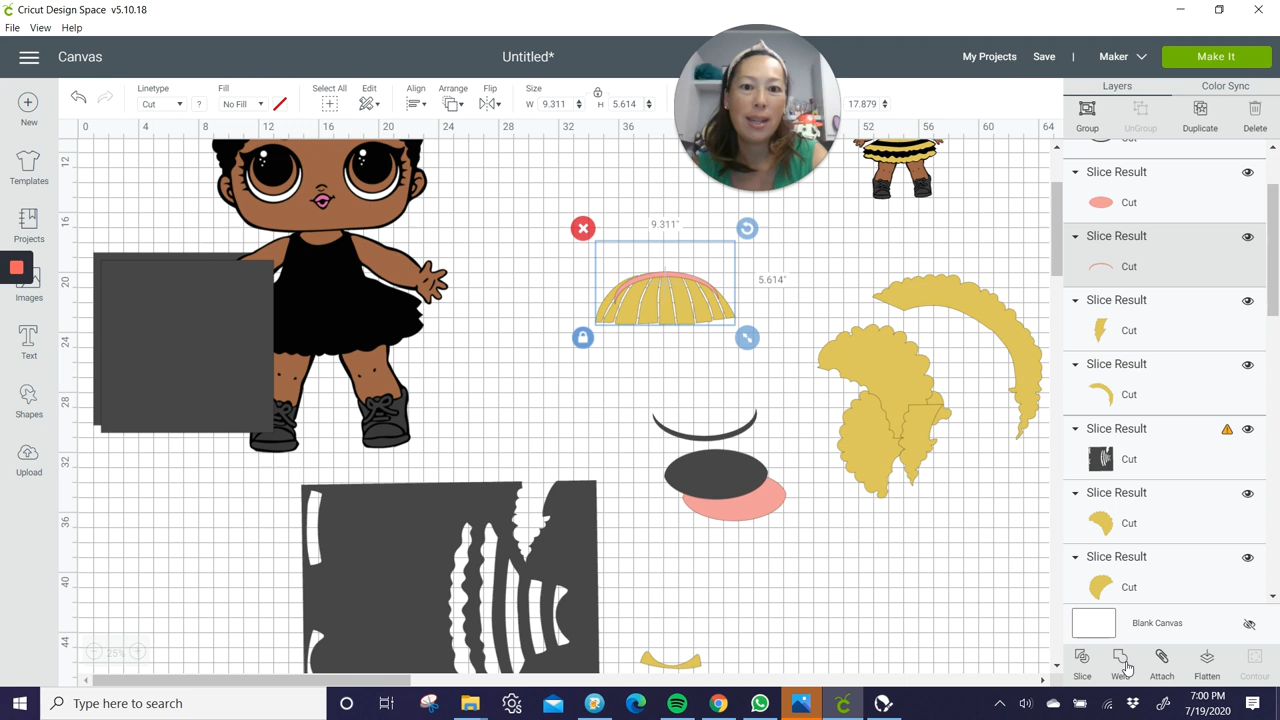 Cricut Design Space v5.10.18
File View Help
Canvas
Untitled*
My Projects Save | Maker Make It
Linetype Fill Select All Edit Align Arrange Flip Size
Cut ? No Fill W 9.311 H 5.614 17.879
Layers Color Sync
Group UnGroup Duplicate Delete
0 4 8 12 16 20 24 28 32 36 52 56 60 64
12
16
20
24
28
32
36
40
44
New
Templates
Projects
Images
Text
Shapes
Upload
9.311"
5.614"
25%
Cut
Slice Result
Cut
Slice Result
Cut
Slice Result
Cut
Slice Result
Cut
Slice Result
Cut
Slice Result
Cut
Slice Result
Cut
Blank Canvas
Slice Attach Flatten Contour
Type here to search
7:00 PM
7/19/2020